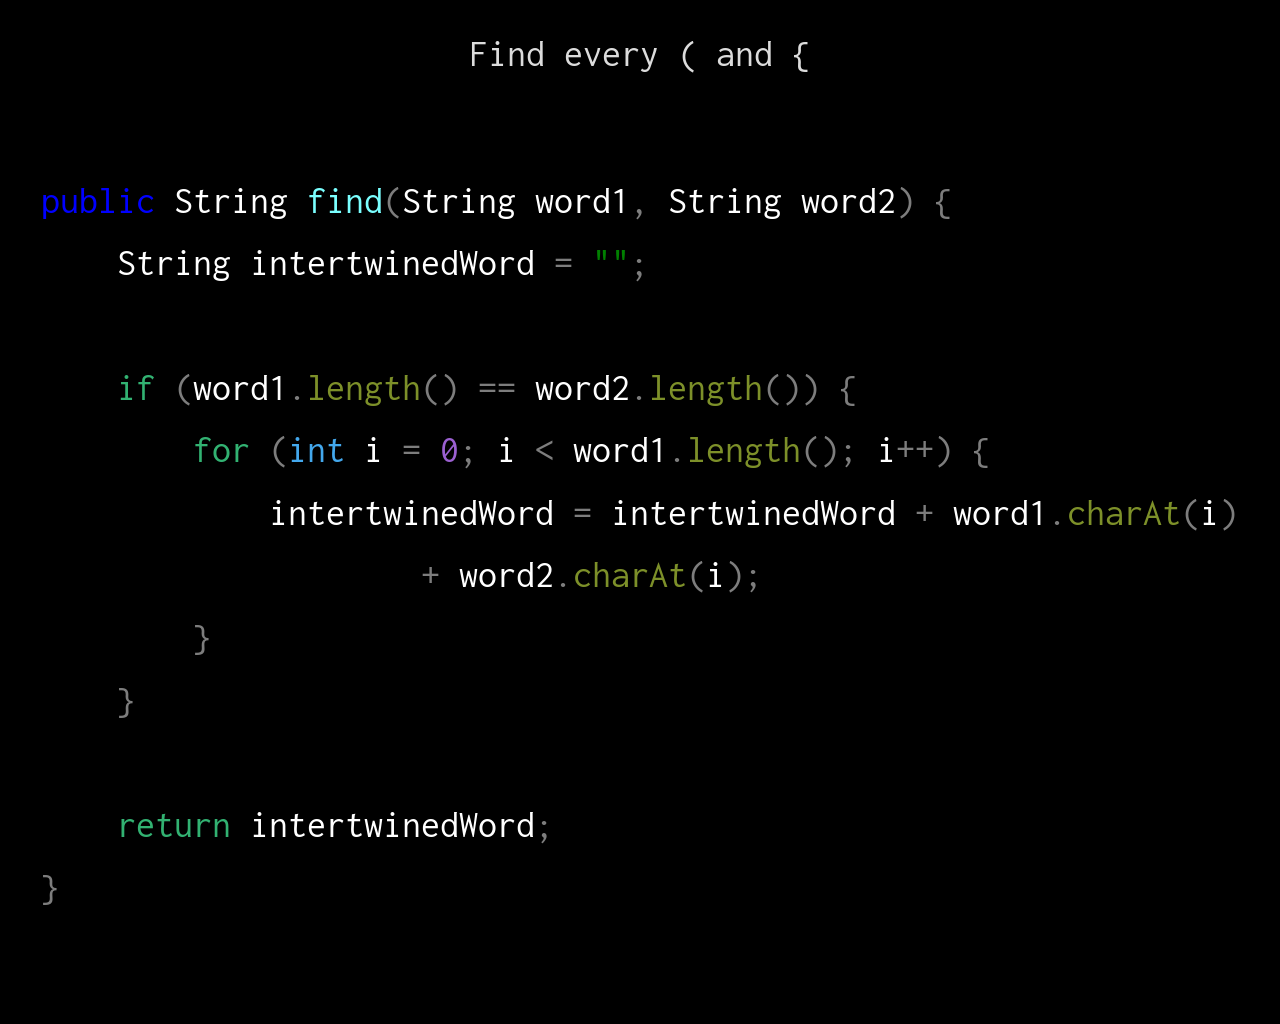 Find every ( and {
public String find(String word1, String word2) {
    String intertwinedWord = "";
    if (word1.length() == word2.length()) {
        for (int i = 0; i < word1.length(); i++) {
            intertwinedWord = intertwinedWord + word1.charAt(i)
                    + word2.charAt(i);
        }
    }
    return intertwinedWord;
}